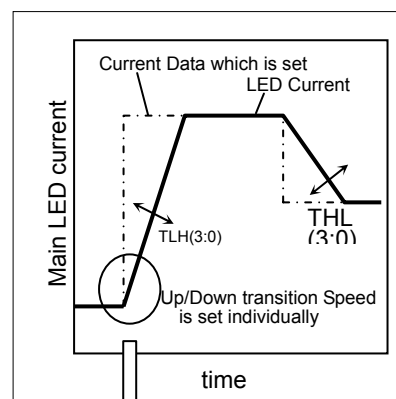 Current Data which is set
LED Current
Main LED current
TLH(3:0)
THL
(3:0)
Up/Down transition Speed
is set individually
time